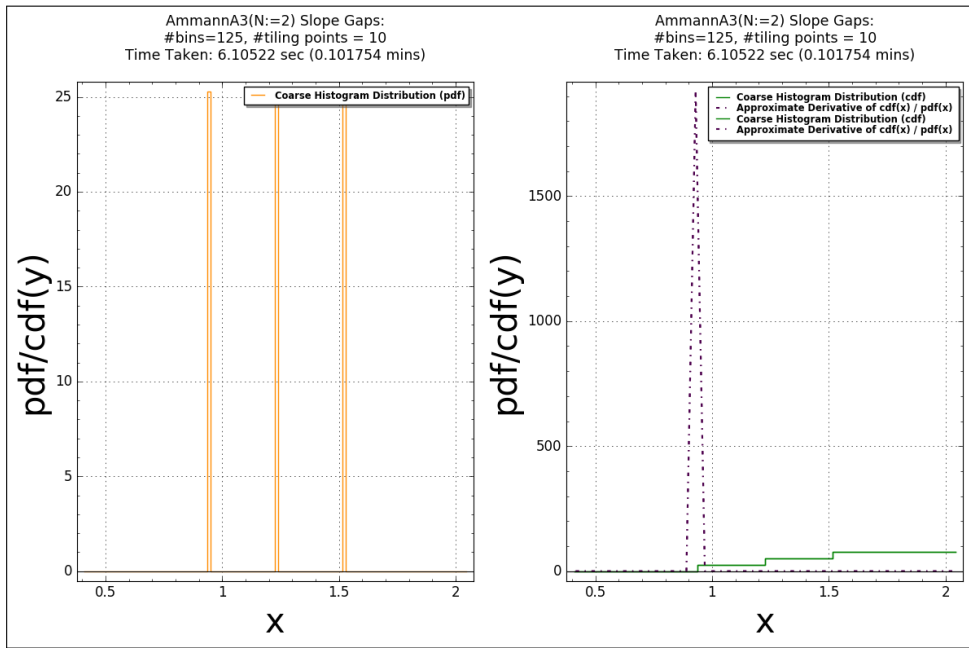 AmmannA3(N:=2) Slope Gaps:
#bins=125, #tiling points = 10
Time Taken: 6.10522 sec (0.101754 mins)
Coarse Histogram Distribution (pdf)
25
20
15
10
5
0
pdf/cdf(y)
0.5
1
1.5
2
x
AmmannA3(N:=2) Slope Gaps:
#bins=125, #tiling points = 10
Time Taken: 6.10522 sec (0.101754 mins)
Coarse Histogram Distribution (cdf)
Approximate Derivative of cdf(x) / pdf(x)
Coarse Histogram Distribution (cdf)
Approximate Derivative of cdf(x) / pdf(x)
1500
1000
500
0
pdf/cdf(y)
0.5
1
1.5
2
x